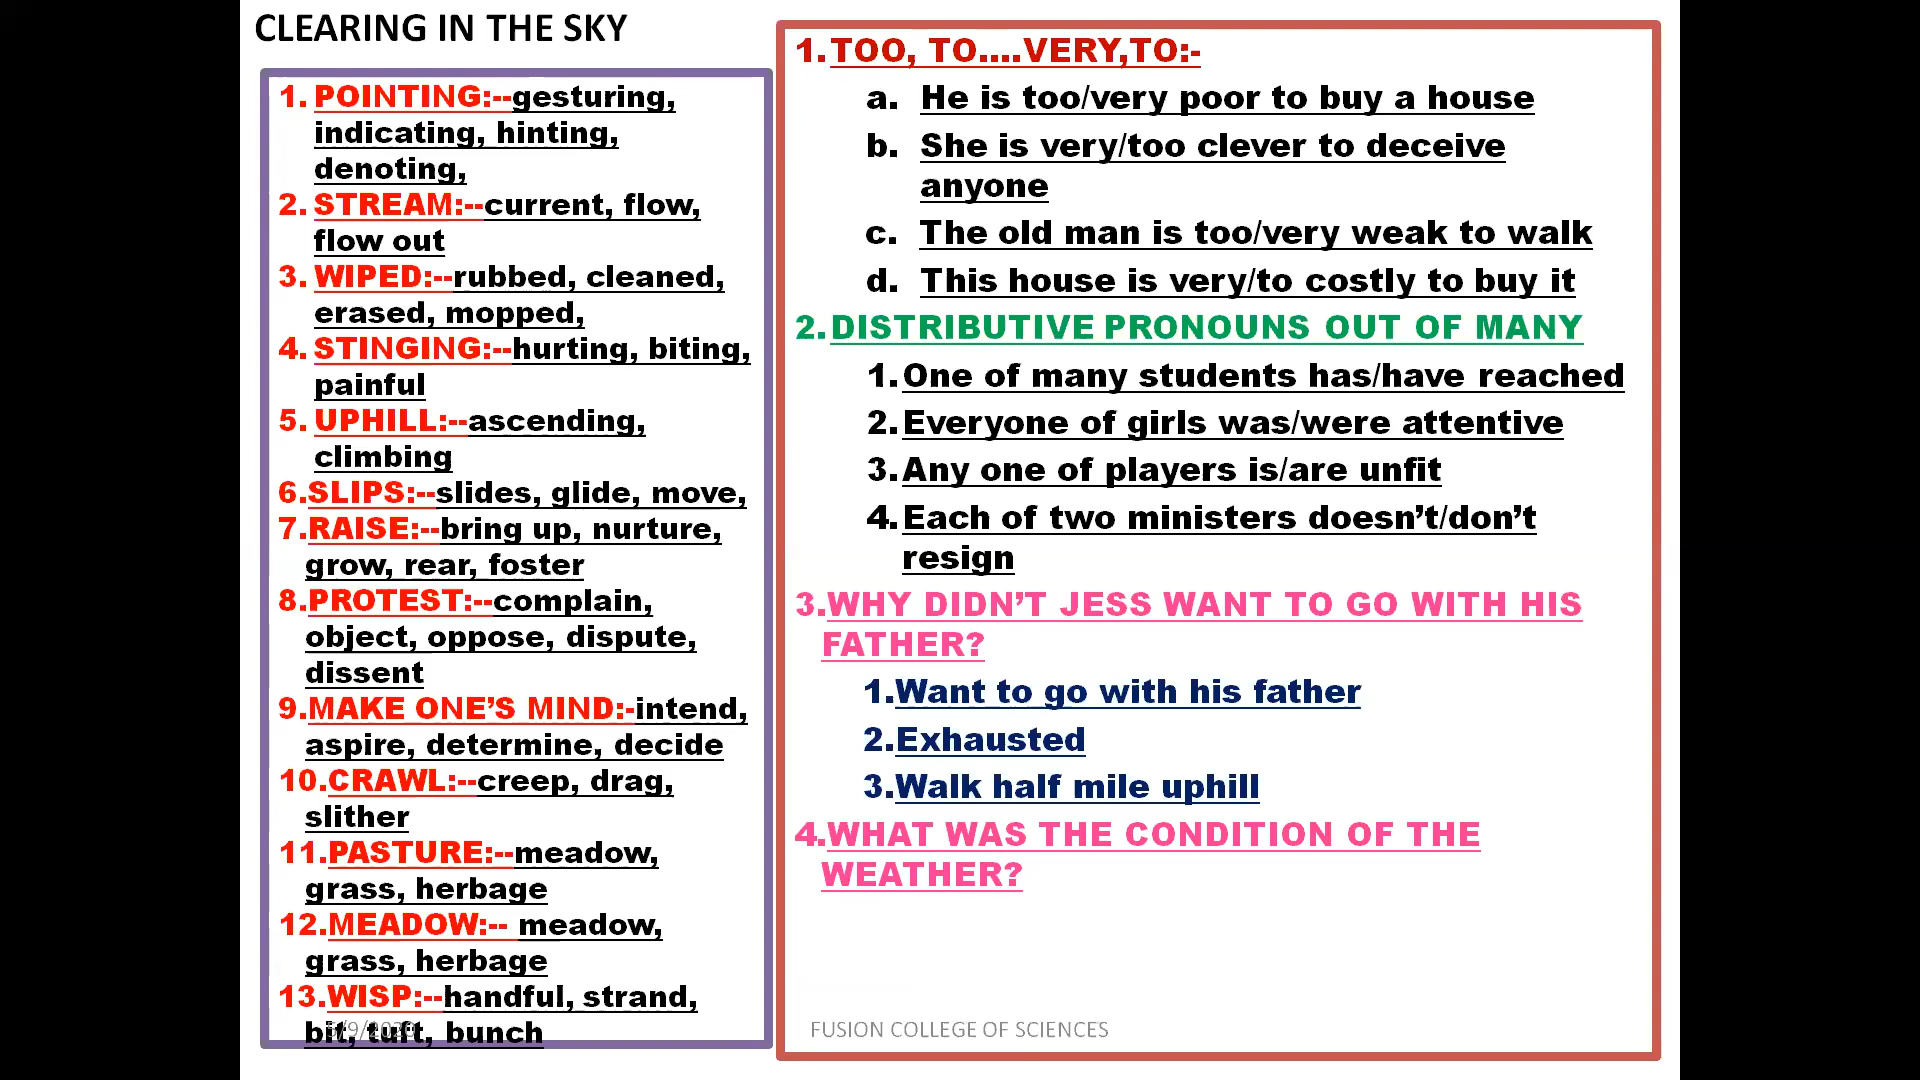 CLEARING IN THE SKY
1. POINTING:--gesturing,
indicating, hinting,
denoting,
2. STREAM:--current, flow,
flow out
3. WIPED:--rubbed, cleaned,
erased, mopped,
4. STINGING:--hurting, biting,
painful
5. UPHILL:--ascending,
climbing
6.SLIPS:--slides, glide, move,
7.RAISE:--bring up, nurture,
grow, rear, foster
8.PROTEST:--complain,
object, oppose, dispute,
dissent
9.MAKE ONE’S MIND:-intend,
aspire, determine, decide
10.CRAWL:--creep, drag,
slither
11.PASTURE:--meadow,
grass, herbage
12.MEADOW:-- meadow,
grass, herbage
13.WISP:--handful, strand,
bit, tuft, bunch
1.TOO, TO....VERY,TO:-
a. He is too/very poor to buy a house
b. She is very/too clever to deceive
anyone
c. The old man is too/very weak to walk
d. This house is very/to costly to buy it
2.DISTRIBUTIVE PRONOUNS OUT OF MANY
1.One of many students has/have reached
2.Everyone of girls was/were attentive
3.Any one of players is/are unfit
4.Each of two ministers doesn’t/don’t
resign
3.WHY DIDN’T JESS WANT TO GO WITH HIS
FATHER?
1.Want to go with his father
2.Exhausted
3.Walk half mile uphill
4.WHAT WAS THE CONDITION OF THE
WEATHER?
FUSION COLLEGE OF SCIENCES